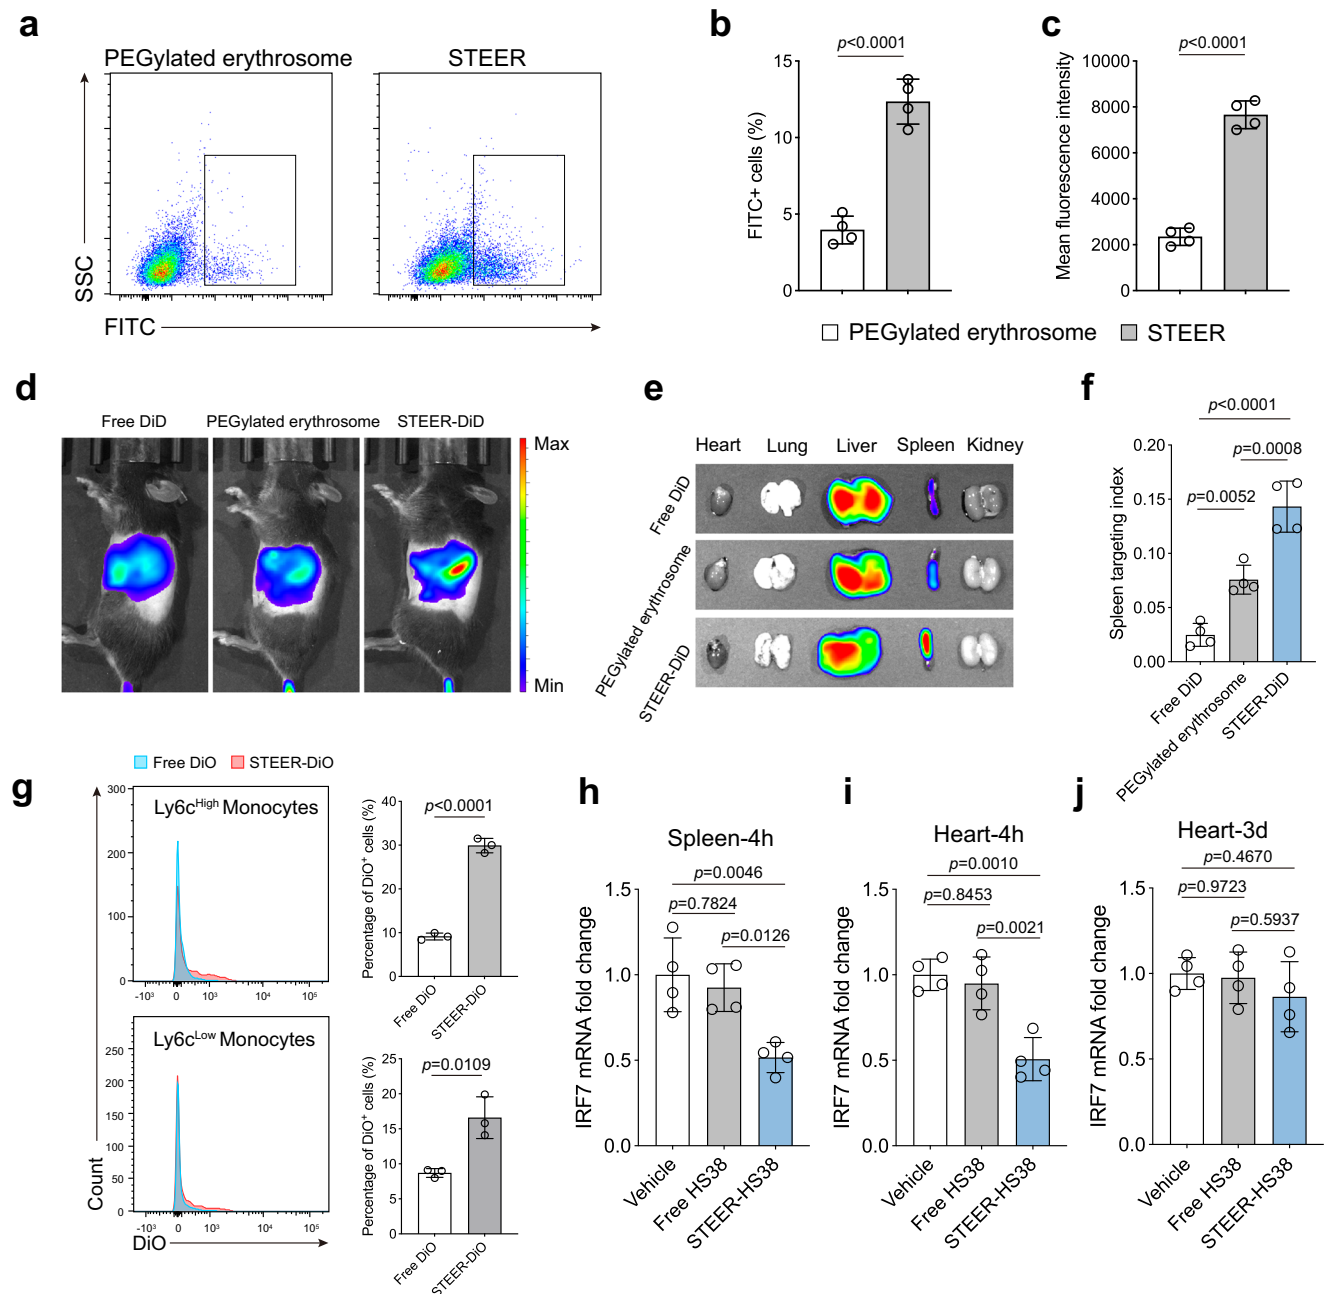 a
PEGylated erythrosome
STEER
SSC
FITC
b
p<0.0001
FITC+ cells (%)
15
10
5
0
c
p<0.0001
Mean fluorescence intensity
10000
8000
6000
4000
2000
0
PEGylated erythrosome
STEER
d
Free DiD
PEGylated erythrosome
STEER-DiD
Max
Min
e
Heart
Lung
Liver
Spleen
Kidney
Free DiD
PEGylated erythrosome
STEER-DiD
f
p<0.0001
p=0.0008
p=0.0052
Spleen targeting index
0.20
0.15
0.10
0.05
0.00
Free DiD
PEGylated erythrosome
STEER-DiD
g
Free DiO
STEER-DiO
Ly6cHigh Monocytes
300
200
100
0
-10³
0
10³
10⁴
10⁵
Percentage of DiO⁺ cells (%)
p<0.0001
40
30
20
10
0
Free DiO
STEER-DiO
Ly6cLow Monocytes
250
200
150
100
50
0
-10³
0
10³
10⁴
10⁵
Count
DiO
Percentage of DiO⁺ cells (%)
p=0.0109
25
20
15
10
5
0
Free DiO
STEER-DiO
h
Spleen-4h
p=0.0046
p=0.7824
p=0.0126
IRF7 mRNA fold change
1.5
1.0
0.5
0.0
Vehicle
Free HS38
STEER-HS38
i
Heart-4h
p=0.0010
p=0.8453
p=0.0021
IRF7 mRNA fold change
1.5
1.0
0.5
0.0
Vehicle
Free HS38
STEER-HS38
j
Heart-3d
p=0.4670
p=0.9723
p=0.5937
IRF7 mRNA fold change
1.5
1.0
0.5
0.0
Vehicle
Free HS38
STEER-HS38